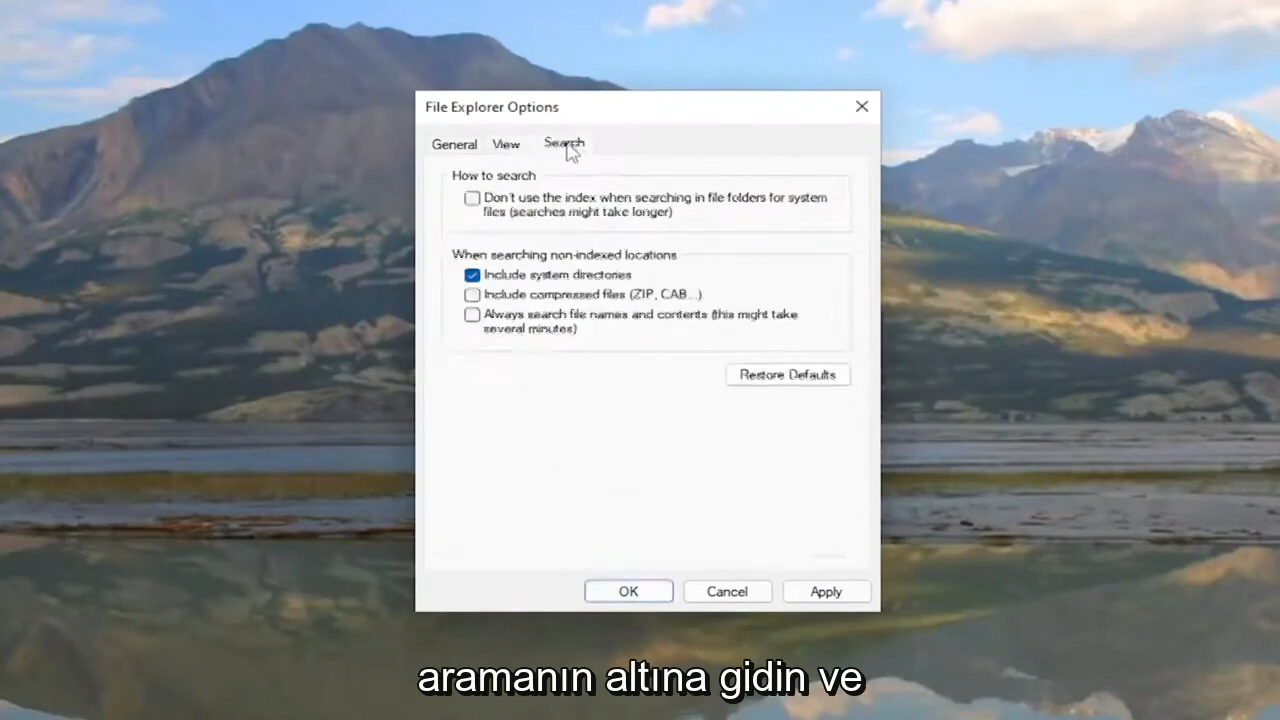 File Explorer Options
General View Search
How to search
Don't use the index when searching in file folders for system
files (searches might take longer)
When searching non-indexed locations
Include system directories
Include compressed files (ZIP, CAB...)
Always search file names and contents (this might take
several minutes)
Restore Defaults
OK Cancel Apply
aramanın altına gidin ve